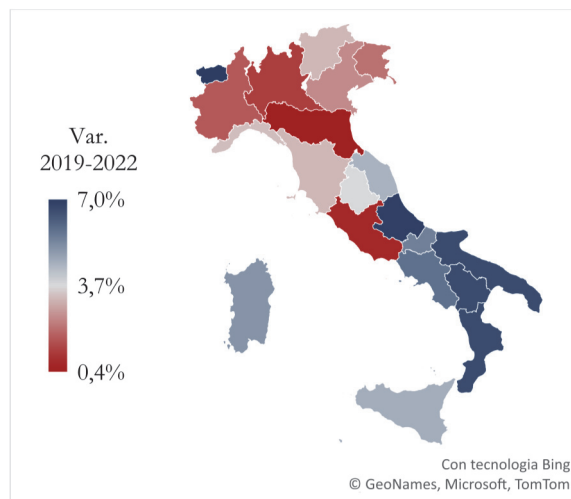 Var.
2019-2022
7,0%
3,7%
0,4%
Con tecnologia Bing
© GeoNames, Microsoft, TomTom